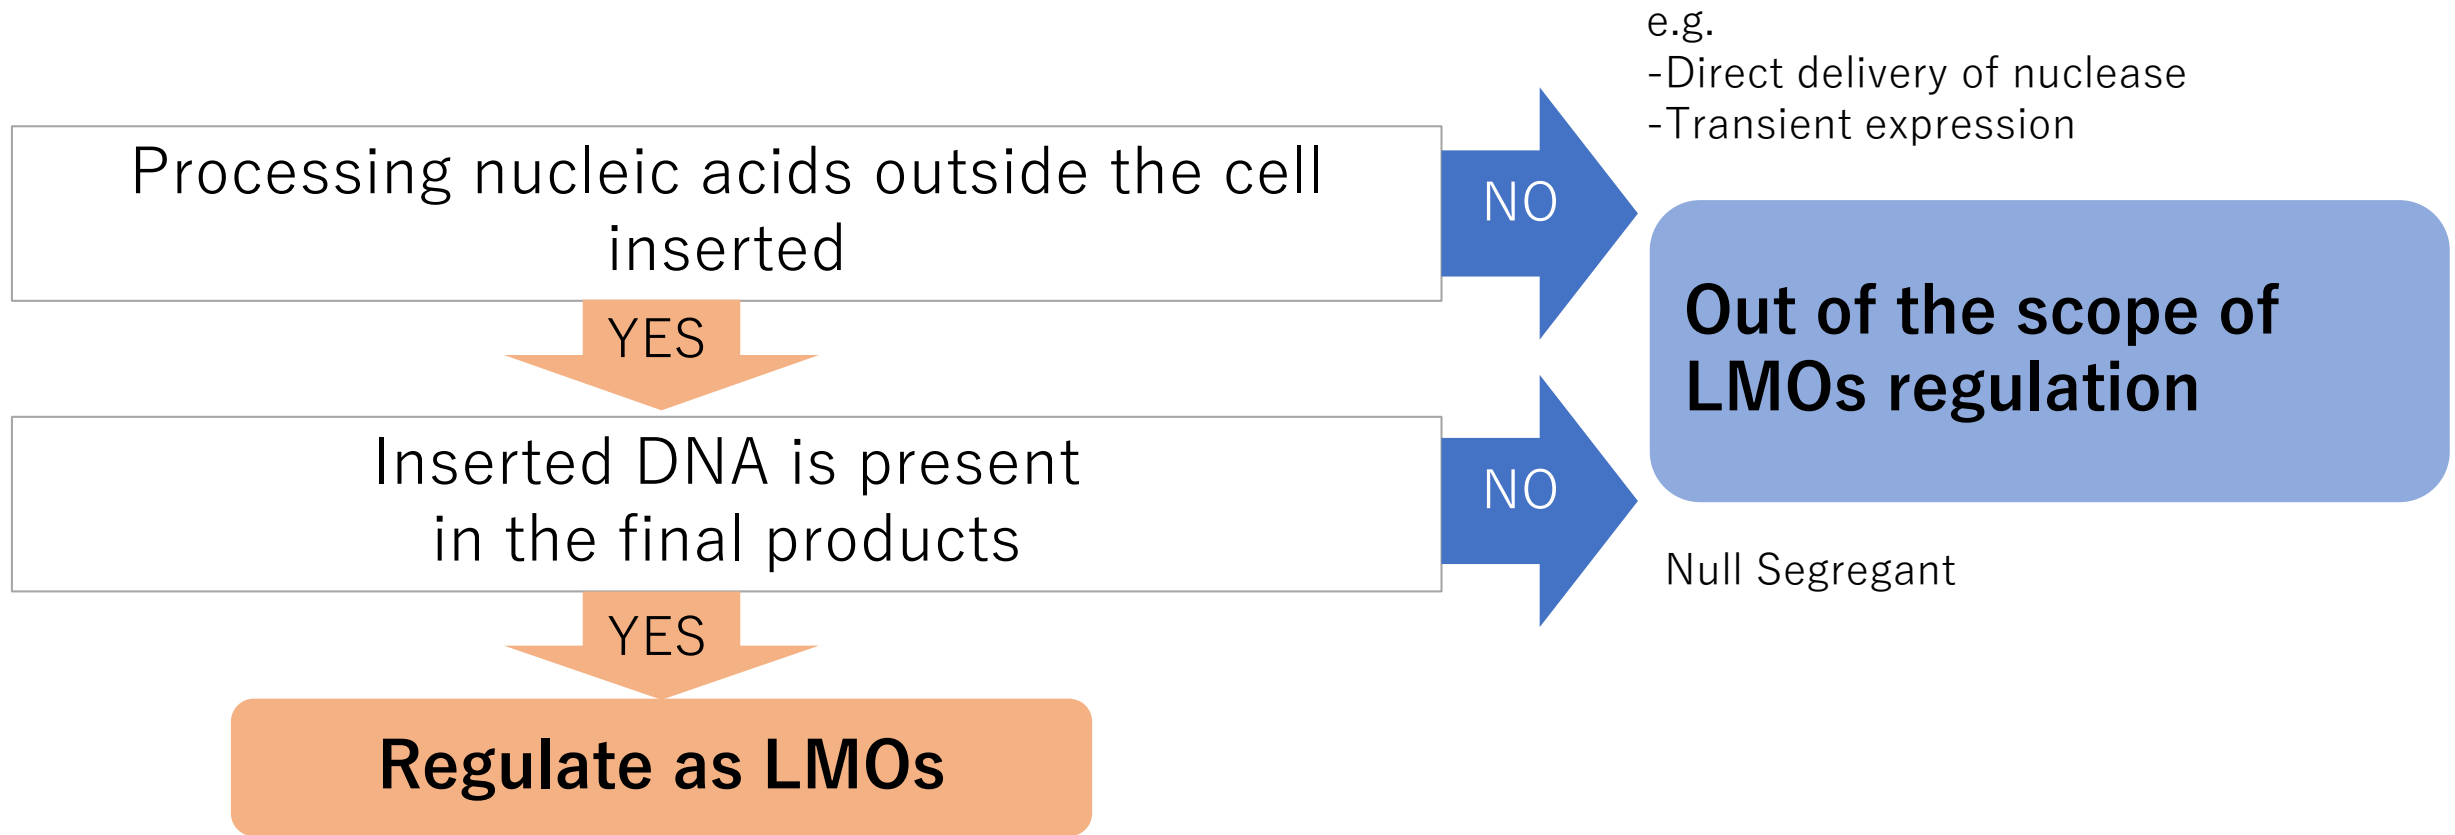 e.g.
-Direct delivery of nuclease
-Transient expression
Processing nucleic acids outside the cell
inserted
NO
Out of the scope of
LMOs regulation
YES
Inserted DNA is present
in the final products
NO
Null Segregant
YES
Regulate as LMOs